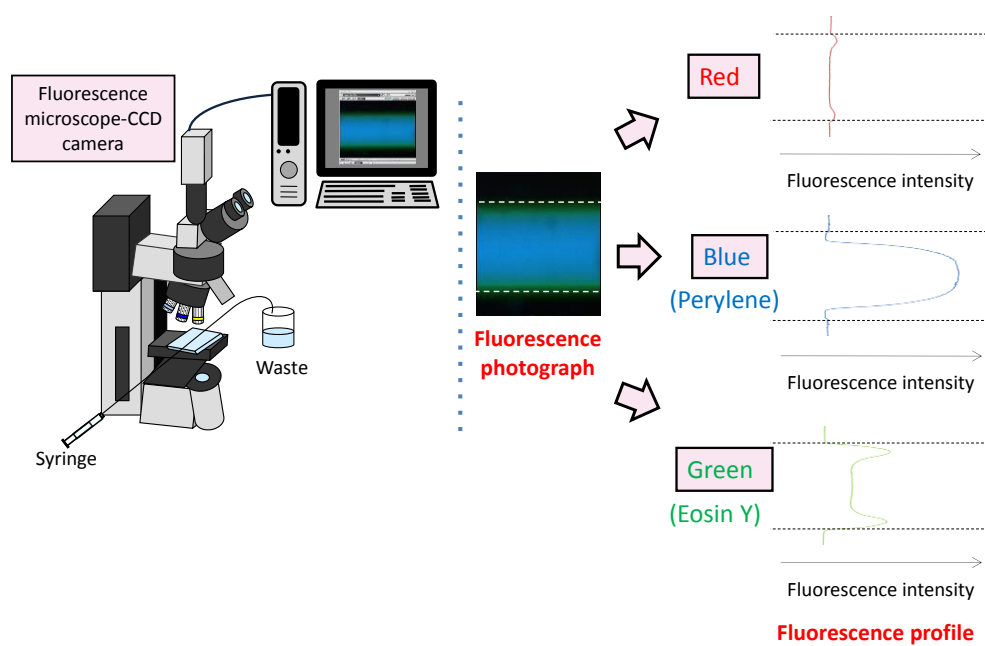 Fluorescence
microscope-CCD
camera
Syringe
Waste
Fluorescence
photograph
Red
Fluorescence intensity
Blue
(Perylene)
Fluorescence intensity
Green
(Eosin Y)
Fluorescence intensity
Fluorescence profile